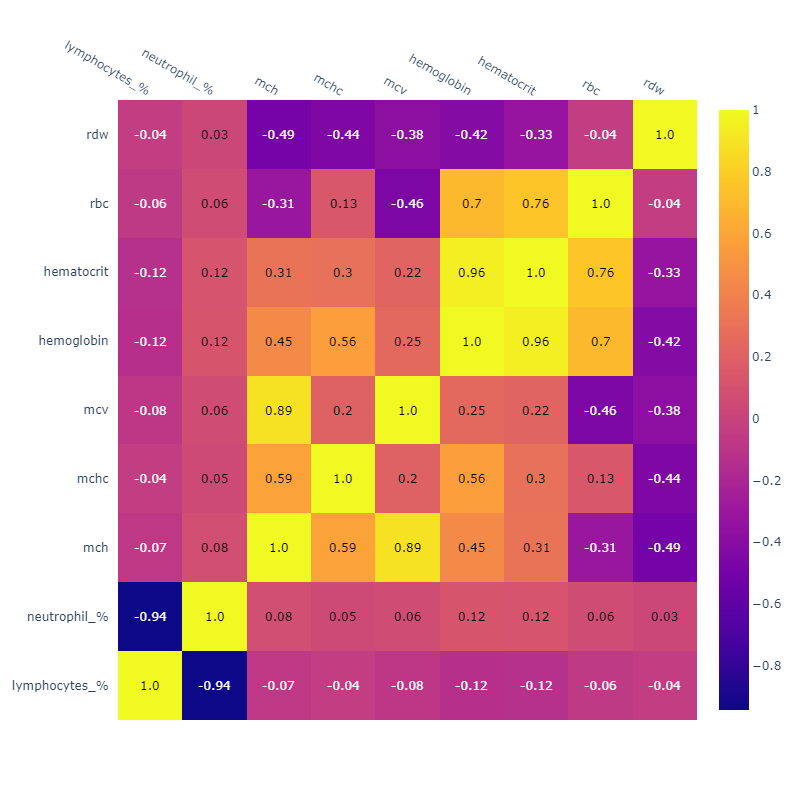 lymphocytes_% neutrophil_% mch mchc mcv hemoglobin hematocrit rbc rdw
rdw -0.04 0.03 -0.49 -0.44 -0.38 -0.42 -0.33 -0.04 1.0
rbc -0.06 0.06 -0.31 0.13 -0.46 0.7 0.76 1.0 -0.04
hematocrit -0.12 0.12 0.31 0.3 0.22 0.96 1.0 0.76 -0.33
hemoglobin -0.12 0.12 0.45 0.56 0.25 1.0 0.96 0.7 -0.42
mcv -0.08 0.06 0.89 0.2 1.0 0.25 0.22 -0.46 -0.38
mchc -0.04 0.05 0.59 1.0 0.2 0.56 0.3 0.13 -0.44
mch -0.07 0.08 1.0 0.59 0.89 0.45 0.31 -0.31 -0.49
neutrophil_% -0.94 1.0 0.08 0.05 0.06 0.12 0.12 0.06 0.03
lymphocytes_% 1.0 -0.94 -0.07 -0.04 -0.08 -0.12 -0.12 -0.06 -0.04
1
0.8
0.6
0.4
0.2
0
−0.2
−0.4
−0.6
−0.8